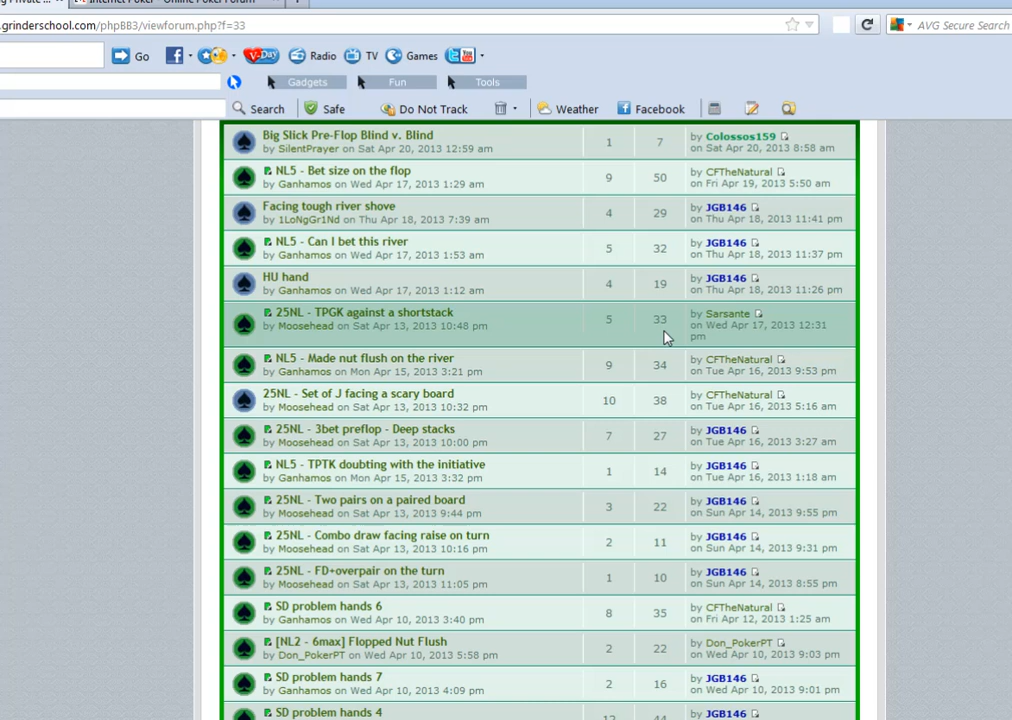 Internet Poker - Online Poker Forum
.grinderschool.com/phpBB3/viewforum.php?f=33
AVG Secure Search
Go Radio TV Games
Gadgets Fun Tools
Search Safe Do Not Track Weather Facebook
Big Slick Pre-Flop Blind v. Blind
by SilentPrayer on Sat Apr 20, 2013 12:59 am
1 7
by Colossos159
on Sat Apr 20, 2013 8:58 am
NL5 - Bet size on the flop
by Ganhamos on Wed Apr 17, 2013 1:29 am
9 50
by CFTheNatural
on Fri Apr 19, 2013 5:50 am
Facing tough river shove
by 1LoNgGr1Nd on Thu Apr 18, 2013 7:39 am
4 29
by JGB146
on Thu Apr 18, 2013 11:41 pm
NL5 - Can I bet this river
by Ganhamos on Wed Apr 17, 2013 1:53 am
5 32
by JGB146
on Thu Apr 18, 2013 11:37 pm
HU hand
by Ganhamos on Wed Apr 17, 2013 1:12 am
4 19
by JGB146
on Thu Apr 18, 2013 11:26 pm
25NL - TPGK against a shortstack
by Moosehead on Sat Apr 13, 2013 10:48 pm
5 33
by Sarsante
on Wed Apr 17, 2013 12:31
pm
NL5 - Made nut flush on the river
by Ganhamos on Mon Apr 15, 2013 3:21 pm
9 34
by CFTheNatural
on Tue Apr 16, 2013 9:53 pm
25NL - Set of J facing a scary board
by Moosehead on Sat Apr 13, 2013 10:32 pm
10 38
by CFTheNatural
on Tue Apr 16, 2013 5:16 am
25NL - 3bet preflop - Deep stacks
by Moosehead on Sat Apr 13, 2013 10:00 pm
7 27
by JGB146
on Tue Apr 16, 2013 3:27 am
NL5 - TPTK doubting with the initiative
by Ganhamos on Mon Apr 15, 2013 3:32 pm
1 14
by JGB146
on Tue Apr 16, 2013 1:18 am
25NL - Two pairs on a paired board
by Moosehead on Sat Apr 13, 2013 9:44 pm
3 22
by JGB146
on Sun Apr 14, 2013 9:55 pm
25NL - Combo draw facing raise on turn
by Moosehead on Sat Apr 13, 2013 10:16 pm
2 11
by JGB146
on Sun Apr 14, 2013 9:31 pm
25NL - FD+overpair on the turn
by Moosehead on Sat Apr 13, 2013 11:05 pm
1 10
by JGB146
on Sun Apr 14, 2013 8:55 pm
SD problem hands 6
by Ganhamos on Wed Apr 10, 2013 3:40 pm
8 35
by CFTheNatural
on Fri Apr 12, 2013 1:25 am
[NL2 - 6max] Flopped Nut Flush
by Don_PokerPT on Wed Apr 10, 2013 5:58 pm
2 22
by Don_PokerPT
on Wed Apr 10, 2013 9:03 pm
SD problem hands 7
by Ganhamos on Wed Apr 10, 2013 4:09 pm
2 16
by JGB146
on Wed Apr 10, 2013 9:01 pm
SD problem hands 4
12 44
by JGB146